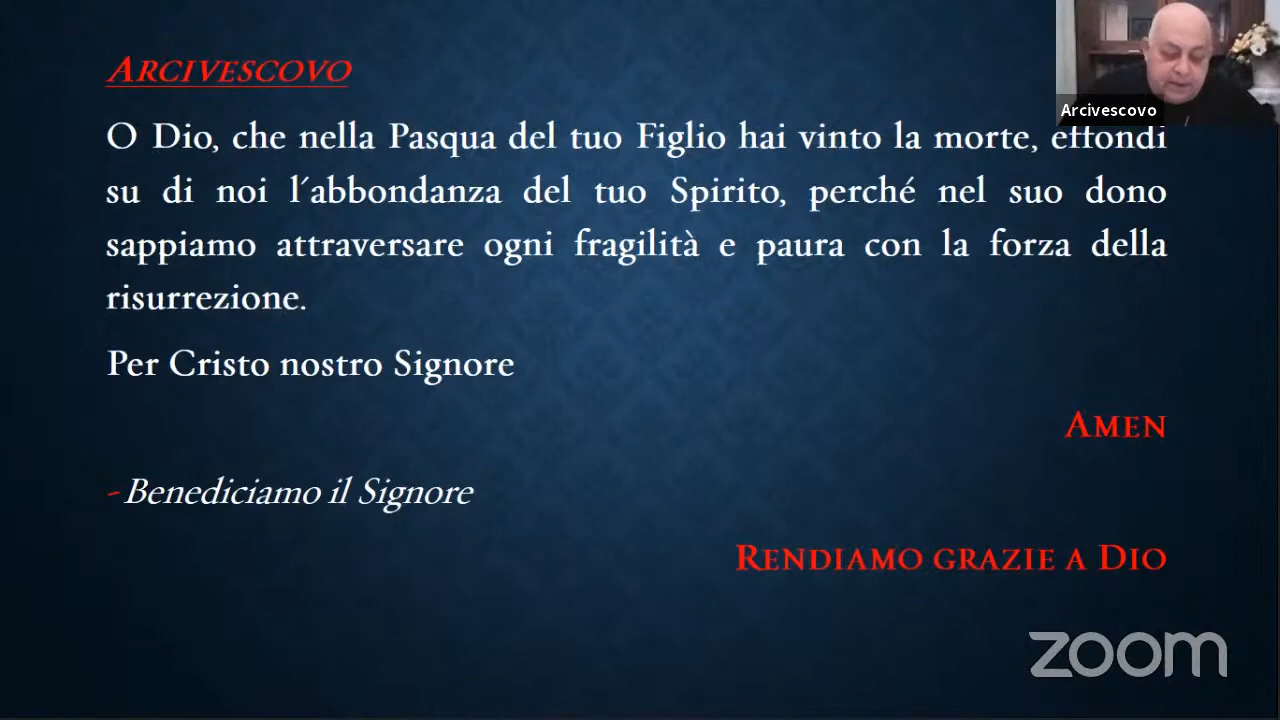 ARCIVESCOVO
Arcivescovo
O Dio, che nella Pasqua del tuo Figlio hai vinto la morte, effondi
su di noi l´abbondanza del tuo Spirito, perché nel suo dono
sappiamo attraversare ogni fragilità e paura con la forza della
risurrezione.
Per Cristo nostro Signore
AMEN
- Benediciamo il Signore
RENDIAMO GRAZIE A DIO
zoom